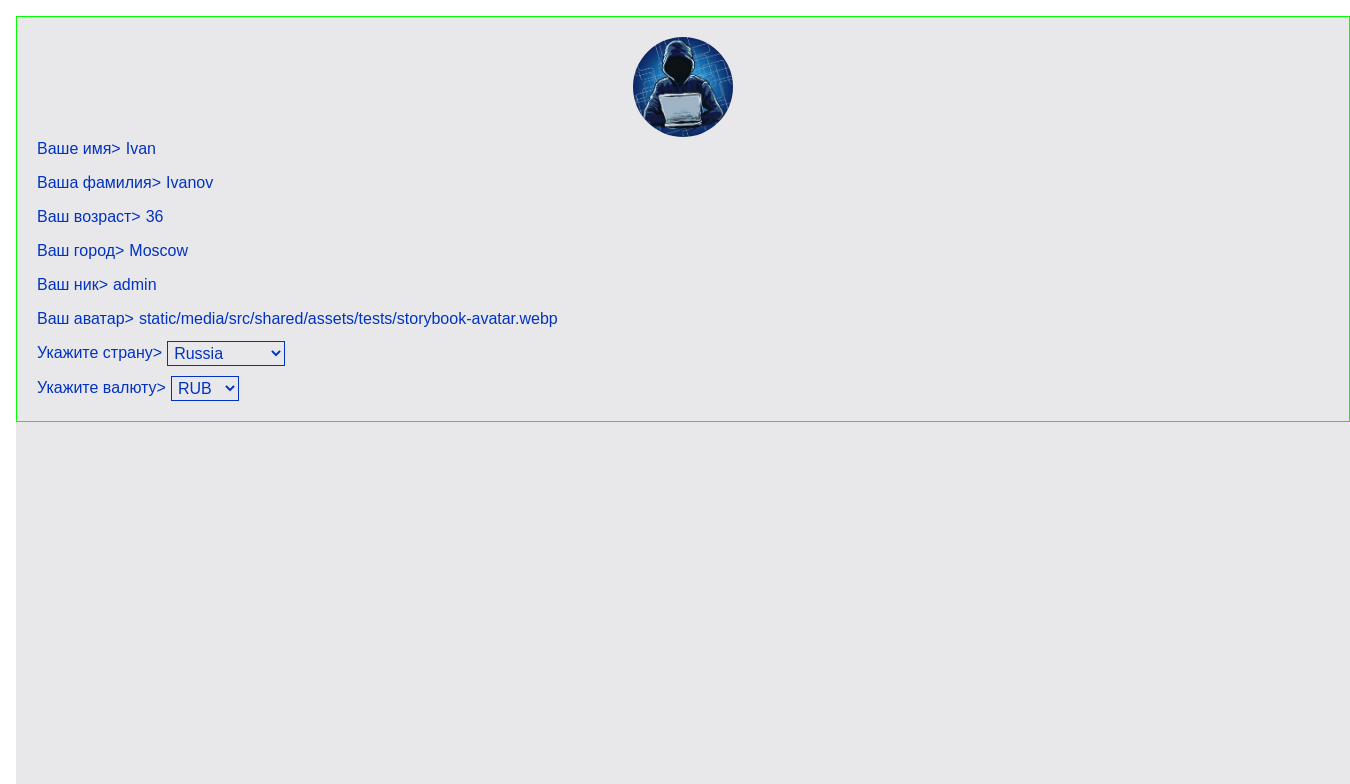 Ваше имя> Ivan
Ваша фамилия> Ivanov
Ваш возраст> 36
Ваш город> Moscow
Ваш ник> admin
Ваш аватар> static/media/src/shared/assets/tests/storybook-avatar.webp
Укажите страну> Russia
Укажите валюту> RUB